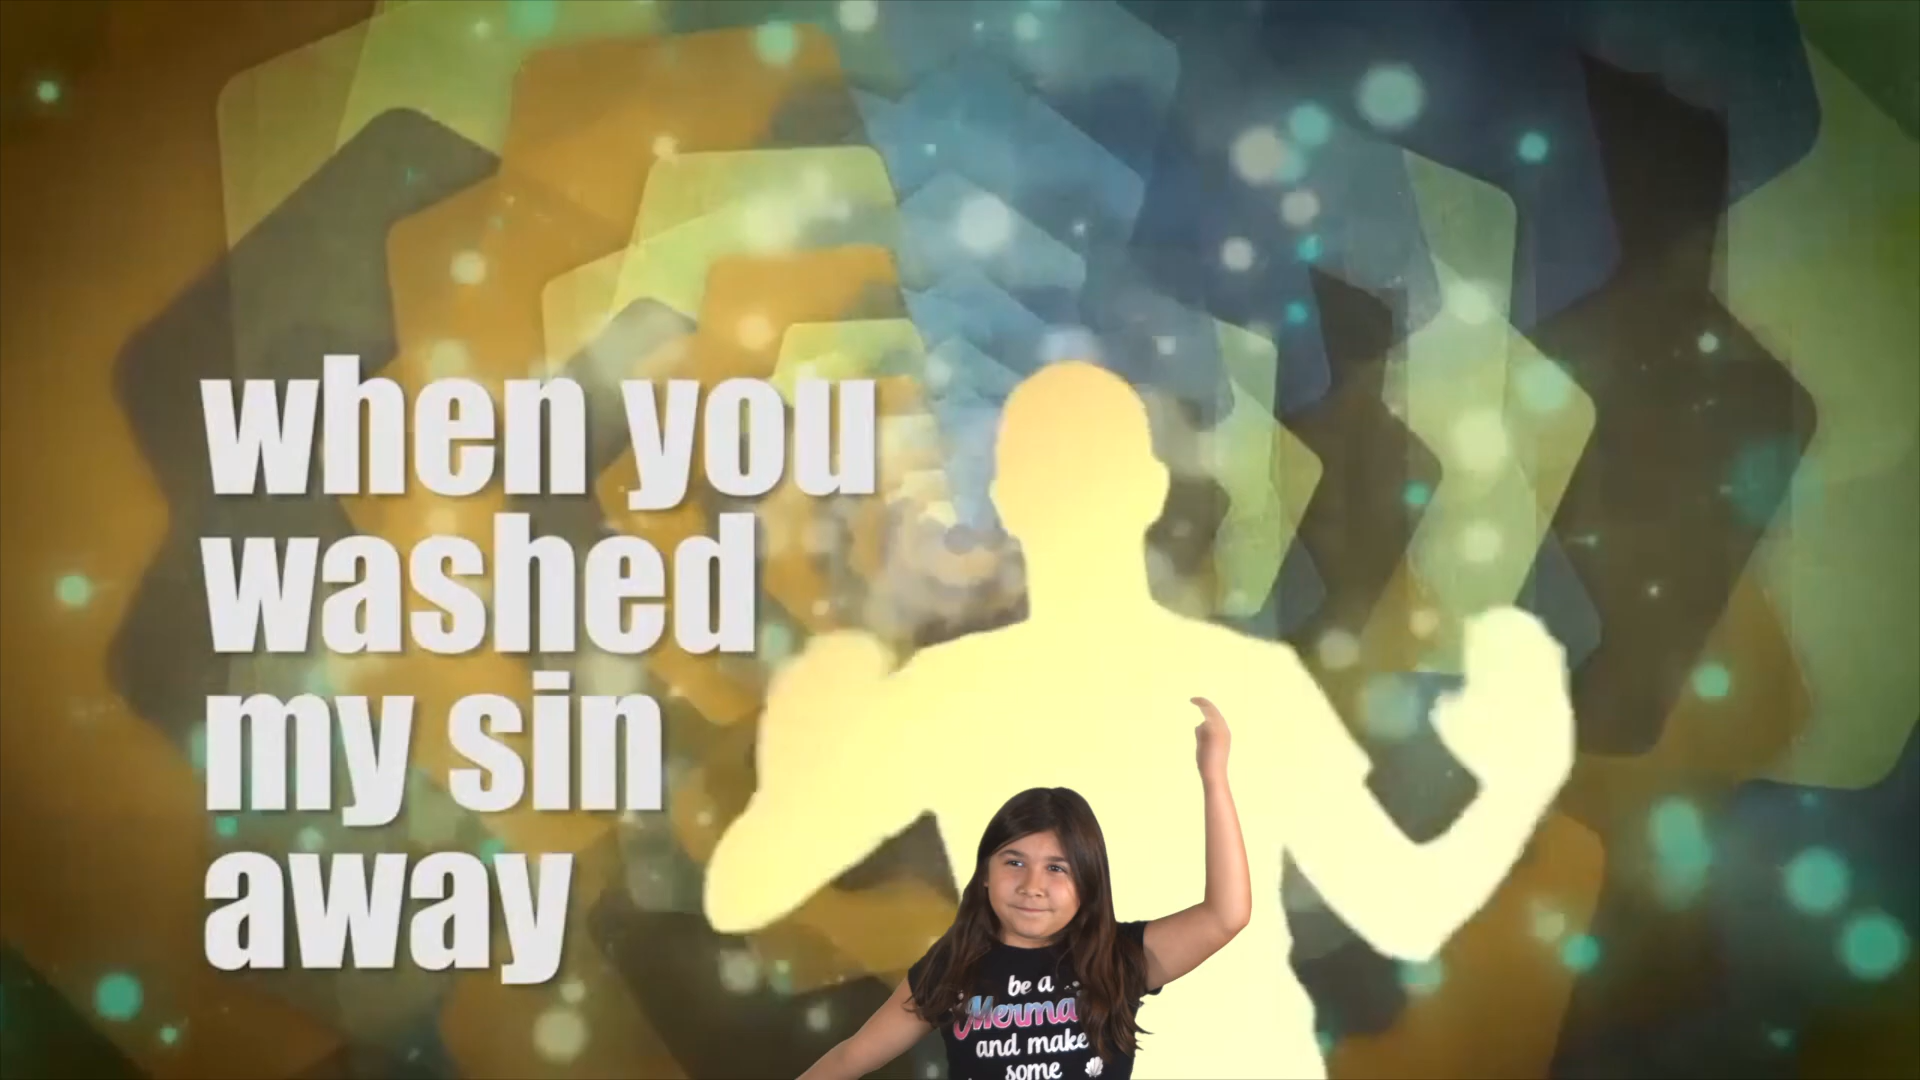 when you
washed
my sin
away
be a
and make
some